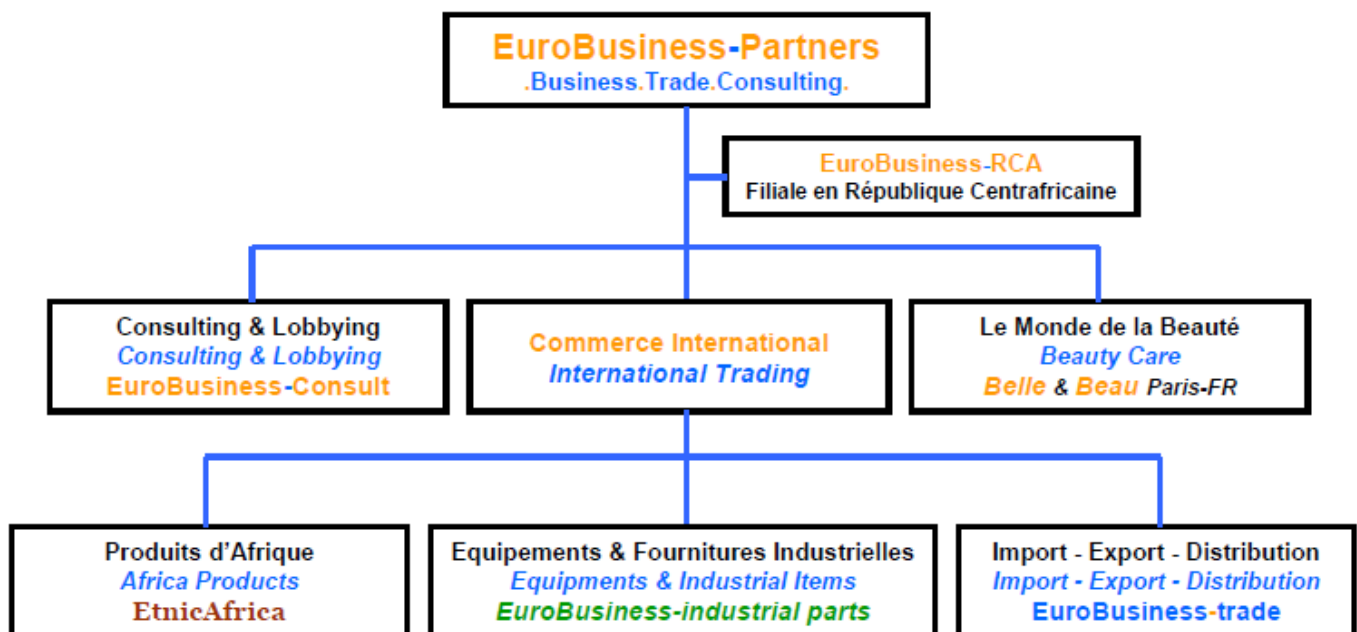 EuroBusiness-Partners
.Business.Trade.Consulting.
EuroBusiness-RCA
Filiale en République Centrafricaine
Consulting & Lobbying
Consulting & Lobbying
EuroBusiness-Consult
Commerce International
International Trading
Le Monde de la Beauté
Beauty Care
Belle & Beau Paris-FR
Produits d’Afrique
Africa Products
EtnicAfrica
Equipements & Fournitures Industrielles
Equipments & Industrial Items
EuroBusiness-industrial parts
Import - Export - Distribution
Import - Export - Distribution
EuroBusiness-trade